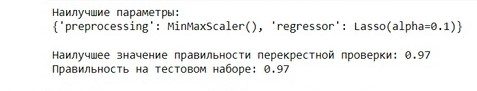 Наилучшие параметры:
{'preprocessing': MinMaxScaler(), 'regressor': Lasso(alpha=0.1)}
Наилучшее значение правильности перекрестной проверки: 0.97
Правильность на тестовом наборе: 0.97